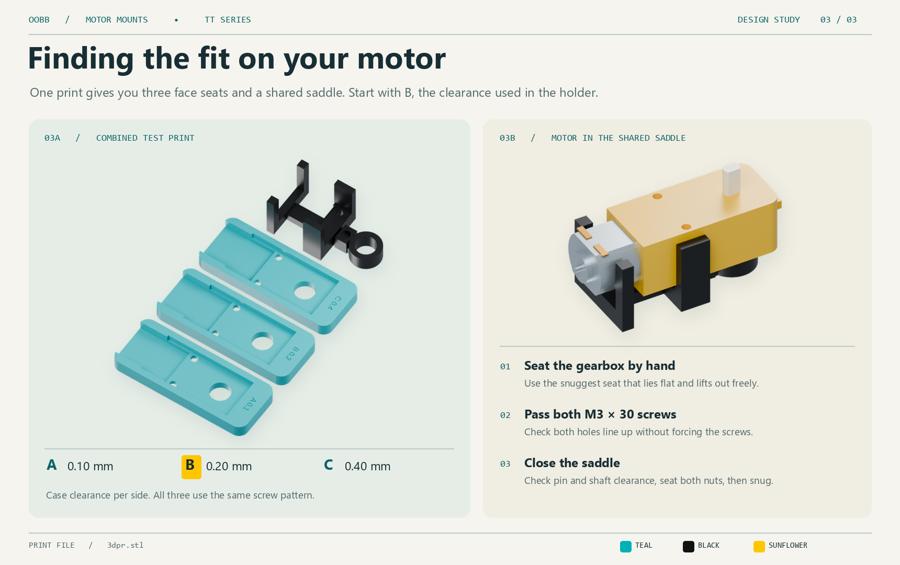 OOBB / MOTOR MOUNTS • TT SERIES
DESIGN STUDY 03 / 03
Finding the fit on your motor
One print gives you three face seats and a shared saddle. Start with B, the clearance used in the holder.
03A / COMBINED TEST PRINT
C 0.4
B 0.2
A 0.1
A 0.10 mm
B 0.20 mm
C 0.40 mm
Case clearance per side. All three use the same screw pattern.
03B / MOTOR IN THE SHARED SADDLE
01 Seat the gearbox by hand
Use the snuggest seat that lies flat and lifts out freely.
02 Pass both M3 × 30 screws
Check both holes line up without forcing the screws.
03 Close the saddle
Check pin and shaft clearance, seat both nuts, then snug.
PRINT FILE / 3dpr.stl
TEAL
BLACK
SUNFLOWER